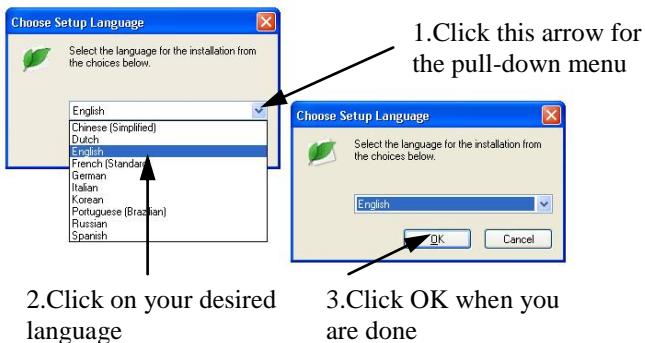 Choose Setup Language
Select the language for the installation from
the choices below.
English
Chinese (Simplified)
Dutch
English
French (Standard)
German
Italian
Korean
Portuguese (Brazilian)
Russian
Spanish
1.Click this arrow for
the pull-down menu
Choose Setup Language
Select the language for the installation from
the choices below.
English
OK
Cancel
2.Click on your desired
language
3.Click OK when you
are done